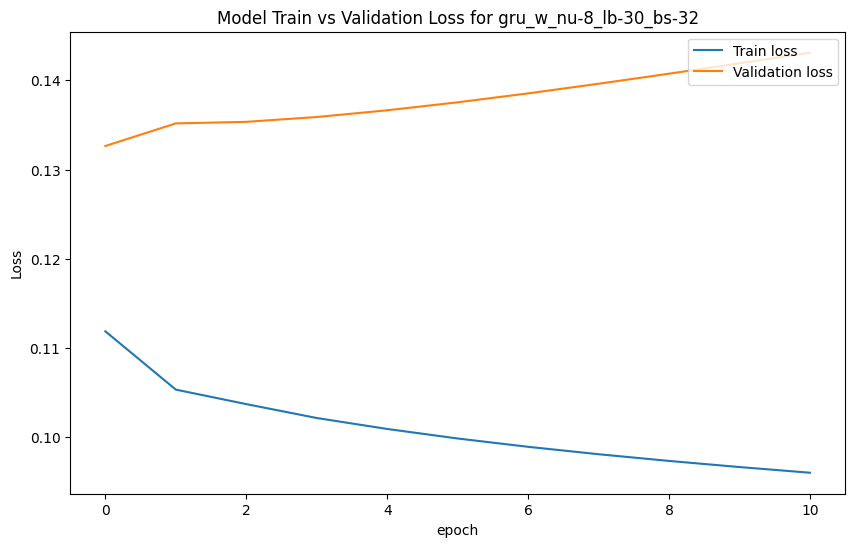 Model Train vs Validation Loss for gru_w_nu-8_lb-30_bs-32
Train loss
Validation loss
0.14
0.13
0.12
0.11
0.10
Loss
0
2
4
6
8
10
epoch